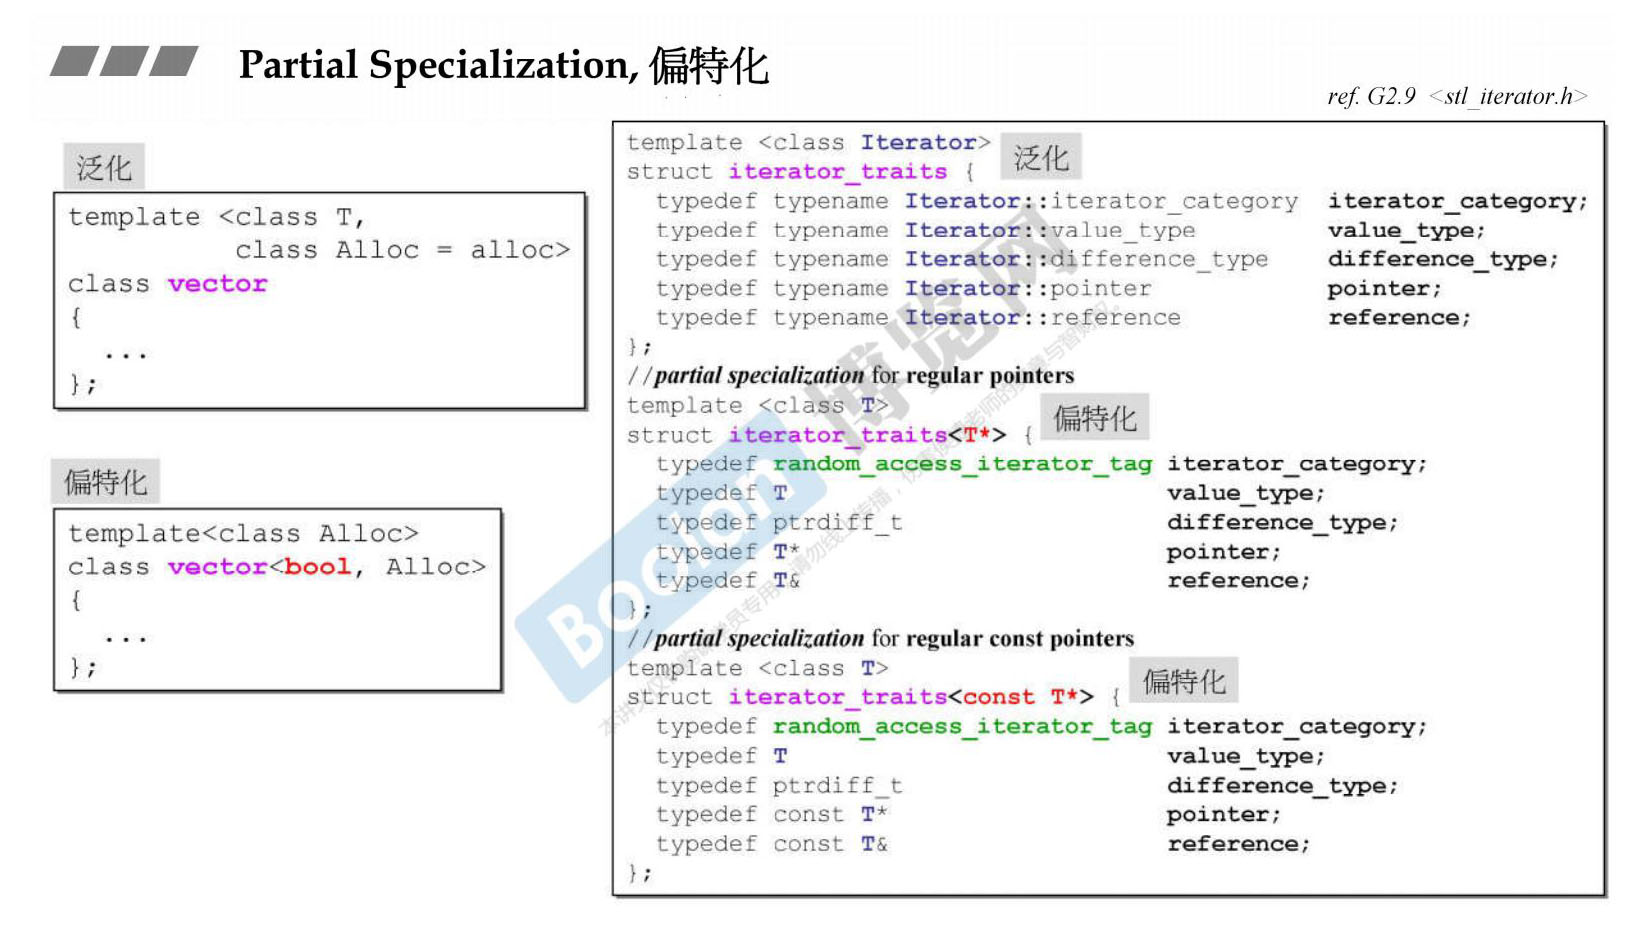 Partial Specialization, 偏特化
ref. G2.9 <stl_iterator.h>
泛化
template <class T,
class Alloc = alloc>
class vector
{
...
};
偏特化
template<class Alloc>
class vector<bool, Alloc>
{
...
};
template <class Iterator>
泛化
struct iterator_traits {
typedef typename Iterator::iterator_category iterator_category;
typedef typename Iterator::value_type value_type;
typedef typename Iterator::difference_type difference_type;
typedef typename Iterator::pointer pointer;
typedef typename Iterator::reference reference;
};
//partial specialization for regular pointers
template <class T>
偏特化
struct iterator_traits<T*> {
typedef random_access_iterator_tag iterator_category;
typedef T value_type;
typedef ptrdiff_t difference_type;
typedef T* pointer;
typedef T& reference;
};
//partial specialization for regular const pointers
template <class T>
偏特化
struct iterator_traits<const T*> {
typedef random_access_iterator_tag iterator_category;
typedef T value_type;
typedef ptrdiff_t difference_type;
typedef const T* pointer;
typedef const T& reference;
};
Boolan
博览网